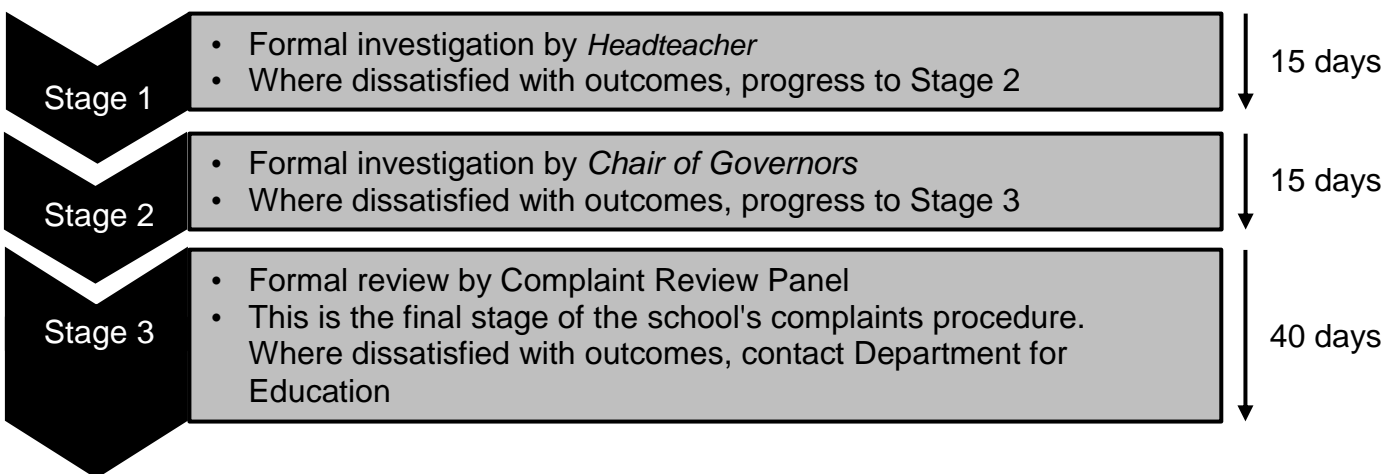 Stage 1
• Formal investigation by Headteacher
• Where dissatisfied with outcomes, progress to Stage 2
15 days
Stage 2
• Formal investigation by Chair of Governors
• Where dissatisfied with outcomes, progress to Stage 3
15 days
Stage 3
• Formal review by Complaint Review Panel
• This is the final stage of the school's complaints procedure.
Where dissatisfied with outcomes, contact Department for
Education
40 days